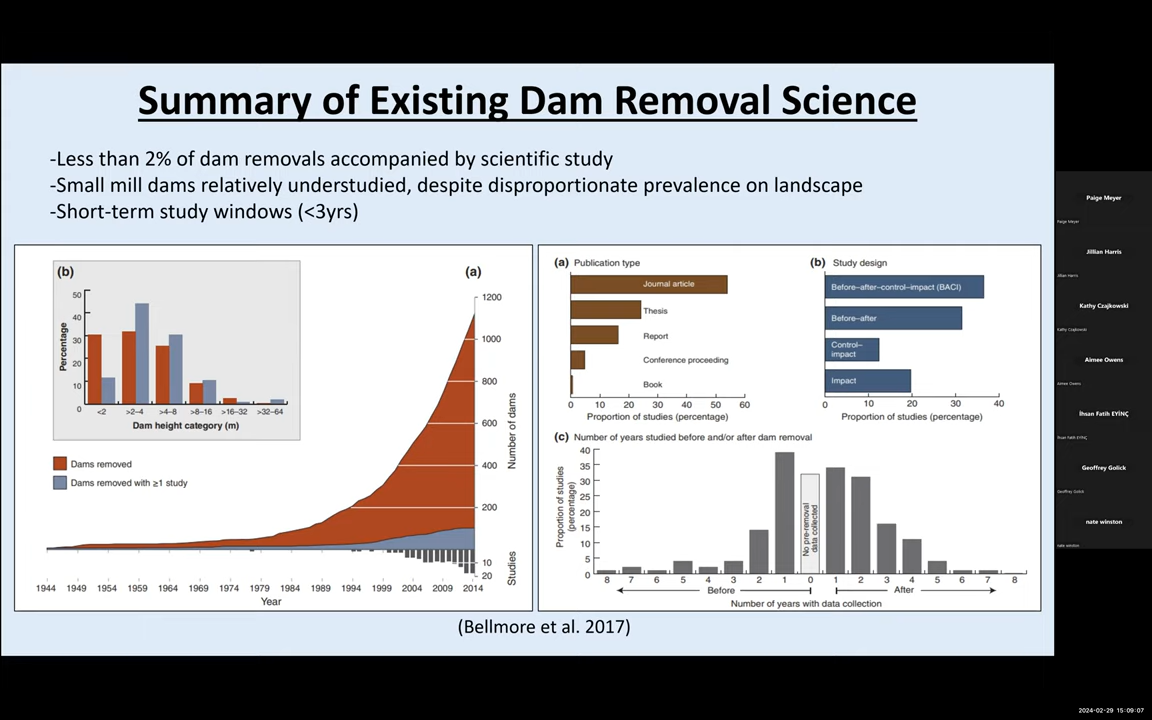 Summary of Existing Dam Removal Science
-Less than 2% of dam removals accompanied by scientific study
-Small mill dams relatively understudied, despite disproportionate prevalence on landscape
-Short-term study windows (<3yrs)
(b)
(a)
Percentage
50
40
30
20
10
0
<2
>2–4
>4–8
>8–16
>16–32
>32–64
Dam height category (m)
Dams removed
Dams removed with ≥1 study
1200
1000
800
600
400
200
Number of dams
10
20
Studies
1944 1949 1954 1959 1964 1969 1974 1979 1984 1989 1994 1999 2004 2009 2014
Year
(a) Publication type
Journal article
Thesis
Report
Conference proceeding
Book
0 10 20 30 40 50 60
Proportion of studies (percentage)
(b) Study design
Before–after–control–impact (BACI)
Before–after
Control–
impact
Impact
0 10 20 30 40
Proportion of studies (percentage)
(c) Number of years studied before and/or after dam removal
Proportion of studies
(percentage)
40
35
30
25
20
15
10
5
0
No pre-removal
data collected
8 7 6 5 4 3 2 1 0 1 2 3 4 5 6 7 8
Before
After
Number of years with data collection
(Bellmore et al. 2017)
Paige Meyer
Paige Meyer
Jillian Harris
Jillian Harris
Kathy Czajkowski
Kathy Czajkowski
Aimee Owens
Aimee Owens
İhsan Fatih EYİNÇ
İhsan Fatih EYİNÇ
Geoffrey Golick
Geoffrey Golick
nate winston
nate winston
2024-02-29 15:09:07